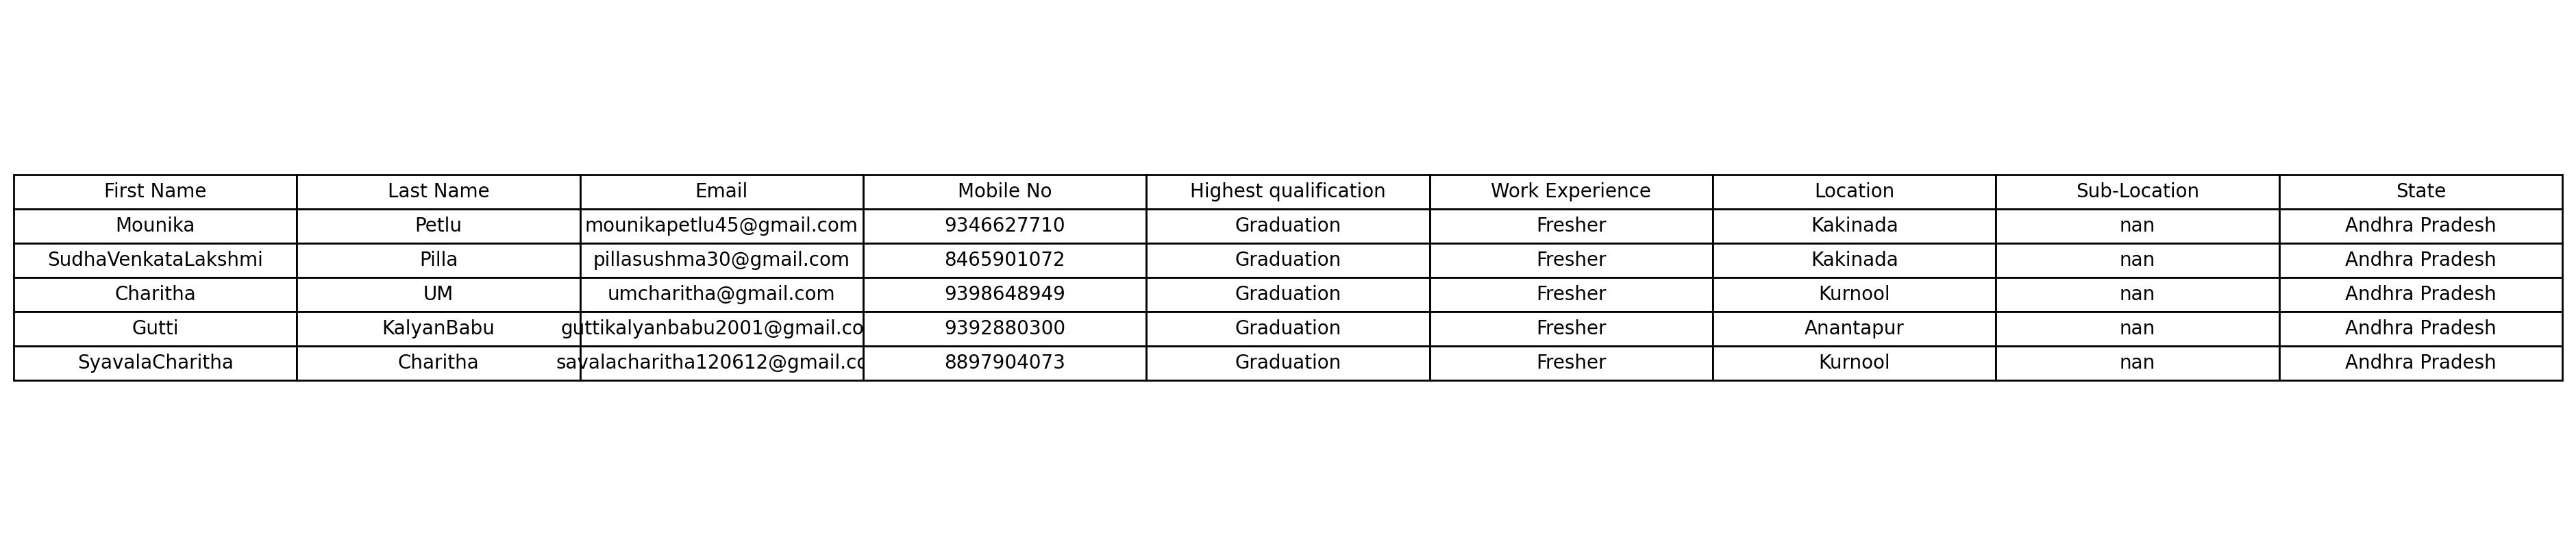 First Name Last Name Email Mobile No Highest qualification Work Experience Location Sub-Location State
Mounika Petlu mounikapetlu45@gmail.com 9346627710 Graduation Fresher Kakinada nan Andhra Pradesh
SudhaVenkataLakshmi Pilla pillasushma30@gmail.com 8465901072 Graduation Fresher Kakinada nan Andhra Pradesh
Charitha UM umcharitha@gmail.com 9398648949 Graduation Fresher Kurnool nan Andhra Pradesh
Gutti KalyanBabu guttikalyanbabu2001@gmail.co 9392880300 Graduation Fresher Anantapur nan Andhra Pradesh
SyavalaCharitha Charitha savalacharitha120612@gmail.co 8897904073 Graduation Fresher Kurnool nan Andhra Pradesh